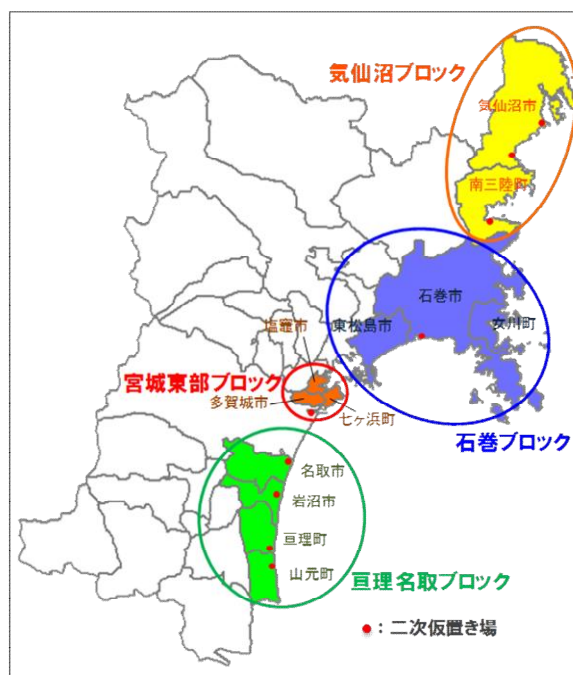 気仙沼ブロック
気仙沼市
南三陸町
石巻市
塩竈市
東松島市
女川町
宮城東部ブロック
多賀城市
七ヶ浜町
石巻ブロック
名取市
岩沼市
亘理町
山元町
亘理名取ブロック
●：二次仮置き場